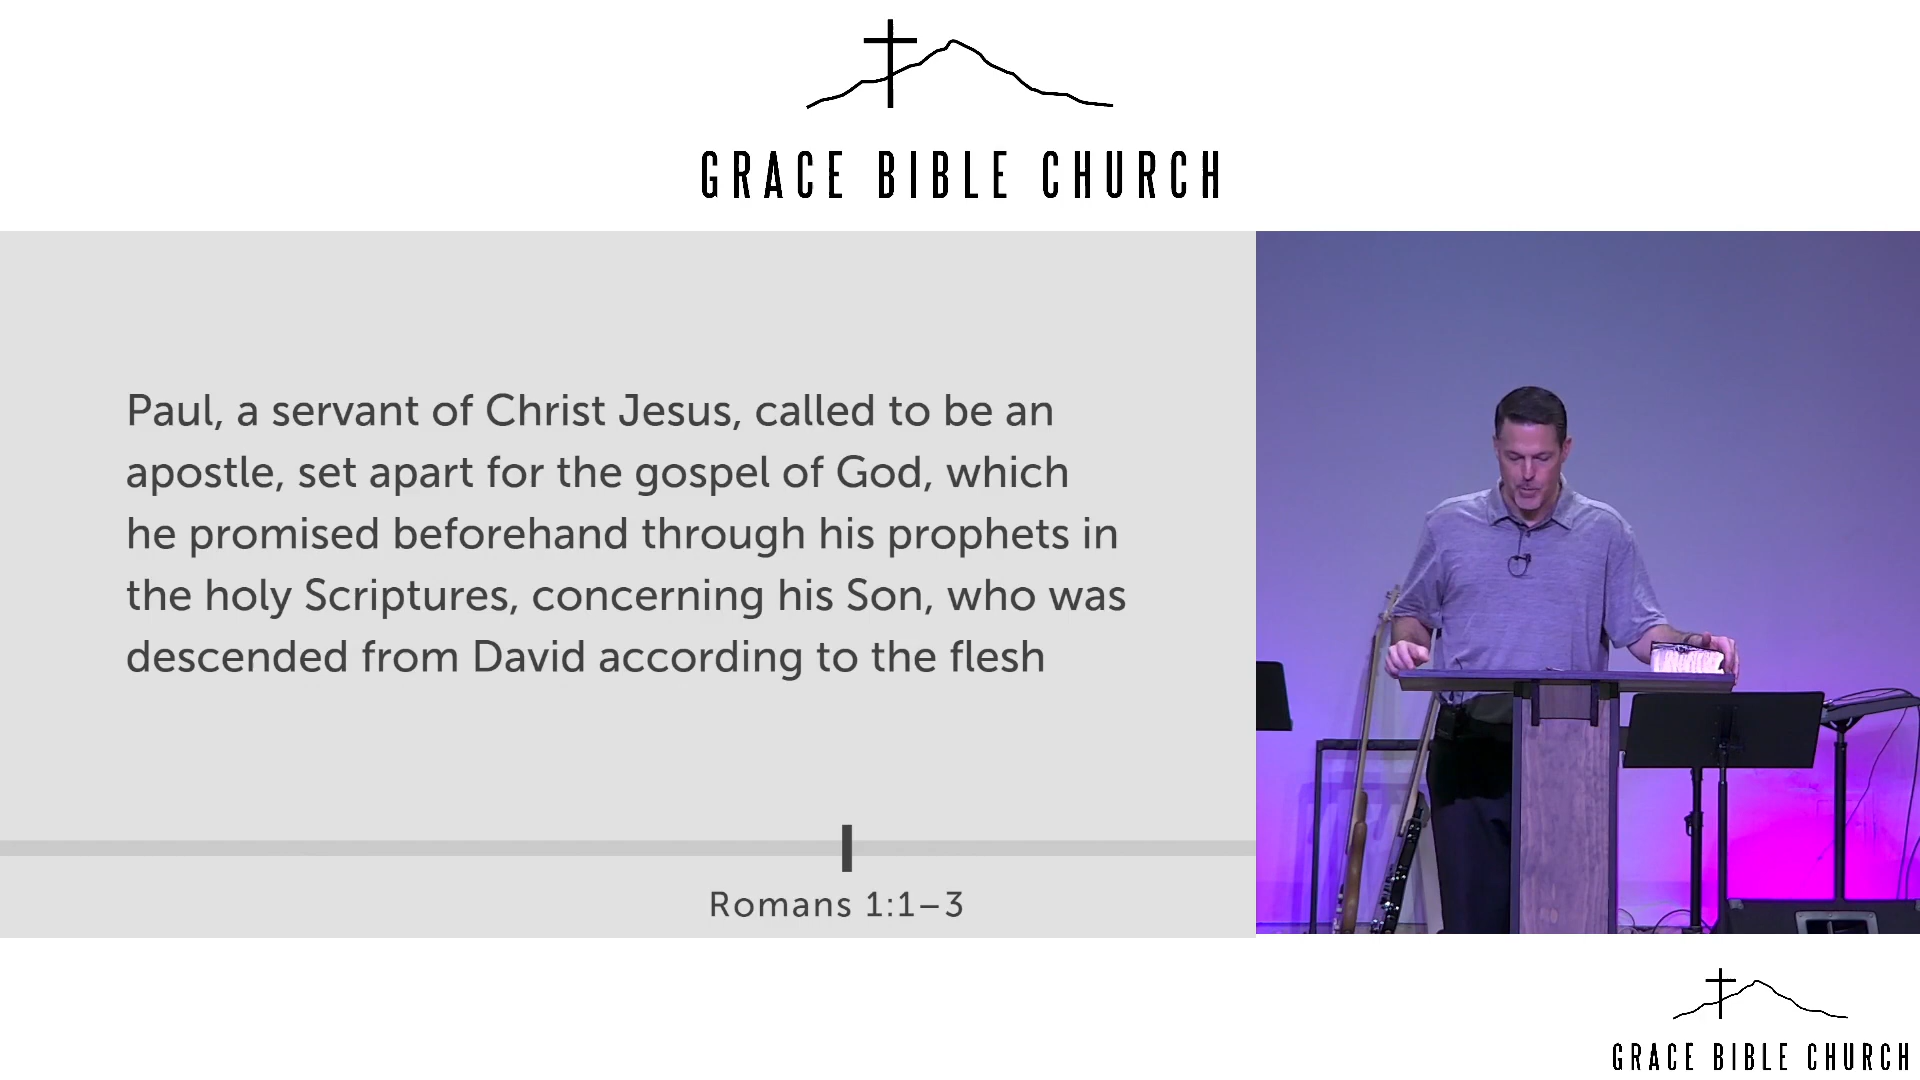 GRACE BIBLE CHURCH
Paul, a servant of Christ Jesus, called to be an
apostle, set apart for the gospel of God, which
he promised beforehand through his prophets in
the holy Scriptures, concerning his Son, who was
descended from David according to the flesh
Romans 1:1–3
GRACE BIBLE CHURCH